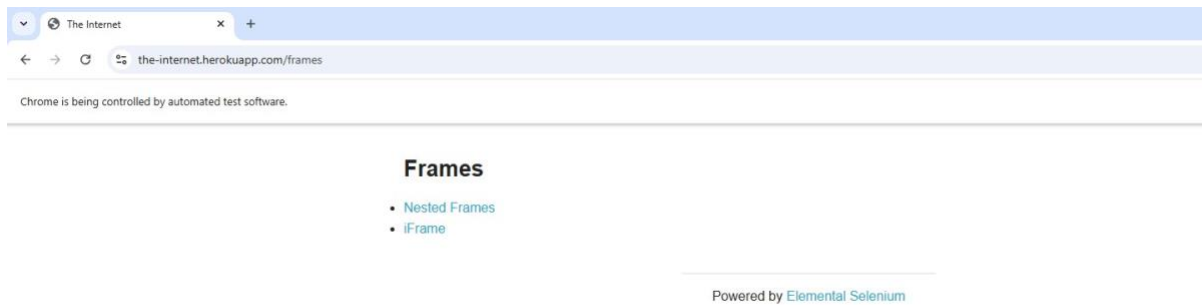 The Internet
the-internet.herokuapp.com/frames
Chrome is being controlled by automated test software.
Frames
Nested Frames
iFrame
Powered by Elemental Selenium